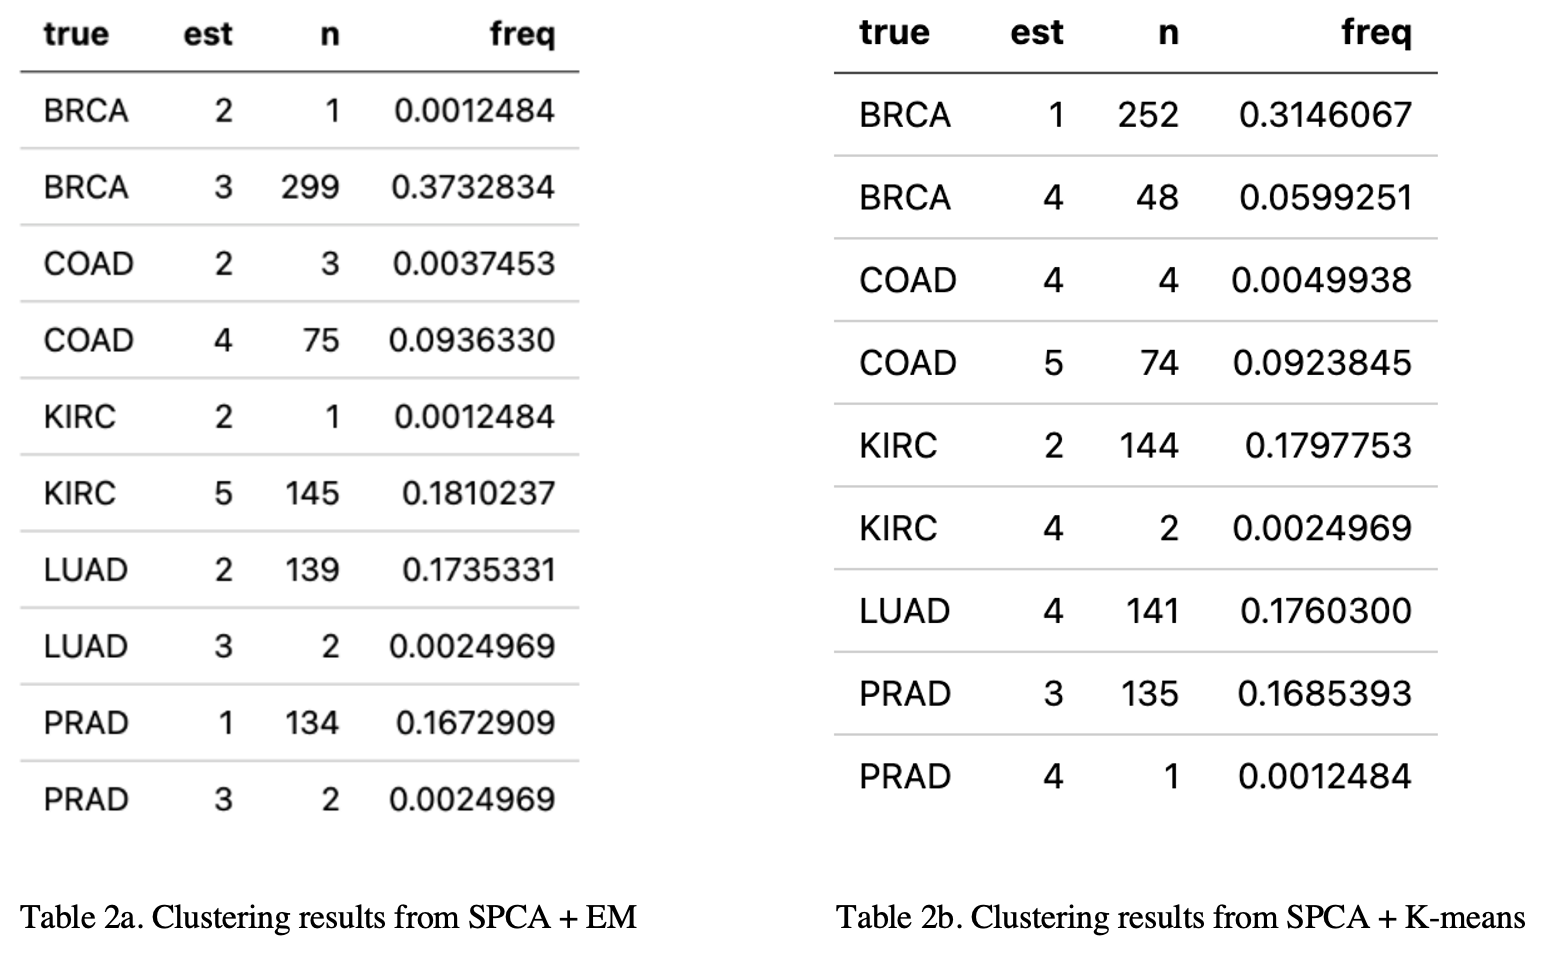 true est n freq
BRCA 2 1 0.0012484
BRCA 3 299 0.3732834
COAD 2 3 0.0037453
COAD 4 75 0.0936330
KIRC 2 1 0.0012484
KIRC 5 145 0.1810237
LUAD 2 139 0.1735331
LUAD 3 2 0.0024969
PRAD 1 134 0.1672909
PRAD 3 2 0.0024969
Table 2a. Clustering results from SPCA + EM
true est n freq
BRCA 1 252 0.3146067
BRCA 4 48 0.0599251
COAD 4 4 0.0049938
COAD 5 74 0.0923845
KIRC 2 144 0.1797753
KIRC 4 2 0.0024969
LUAD 4 141 0.1760300
PRAD 3 135 0.1685393
PRAD 4 1 0.0012484
Table 2b. Clustering results from SPCA + K-means